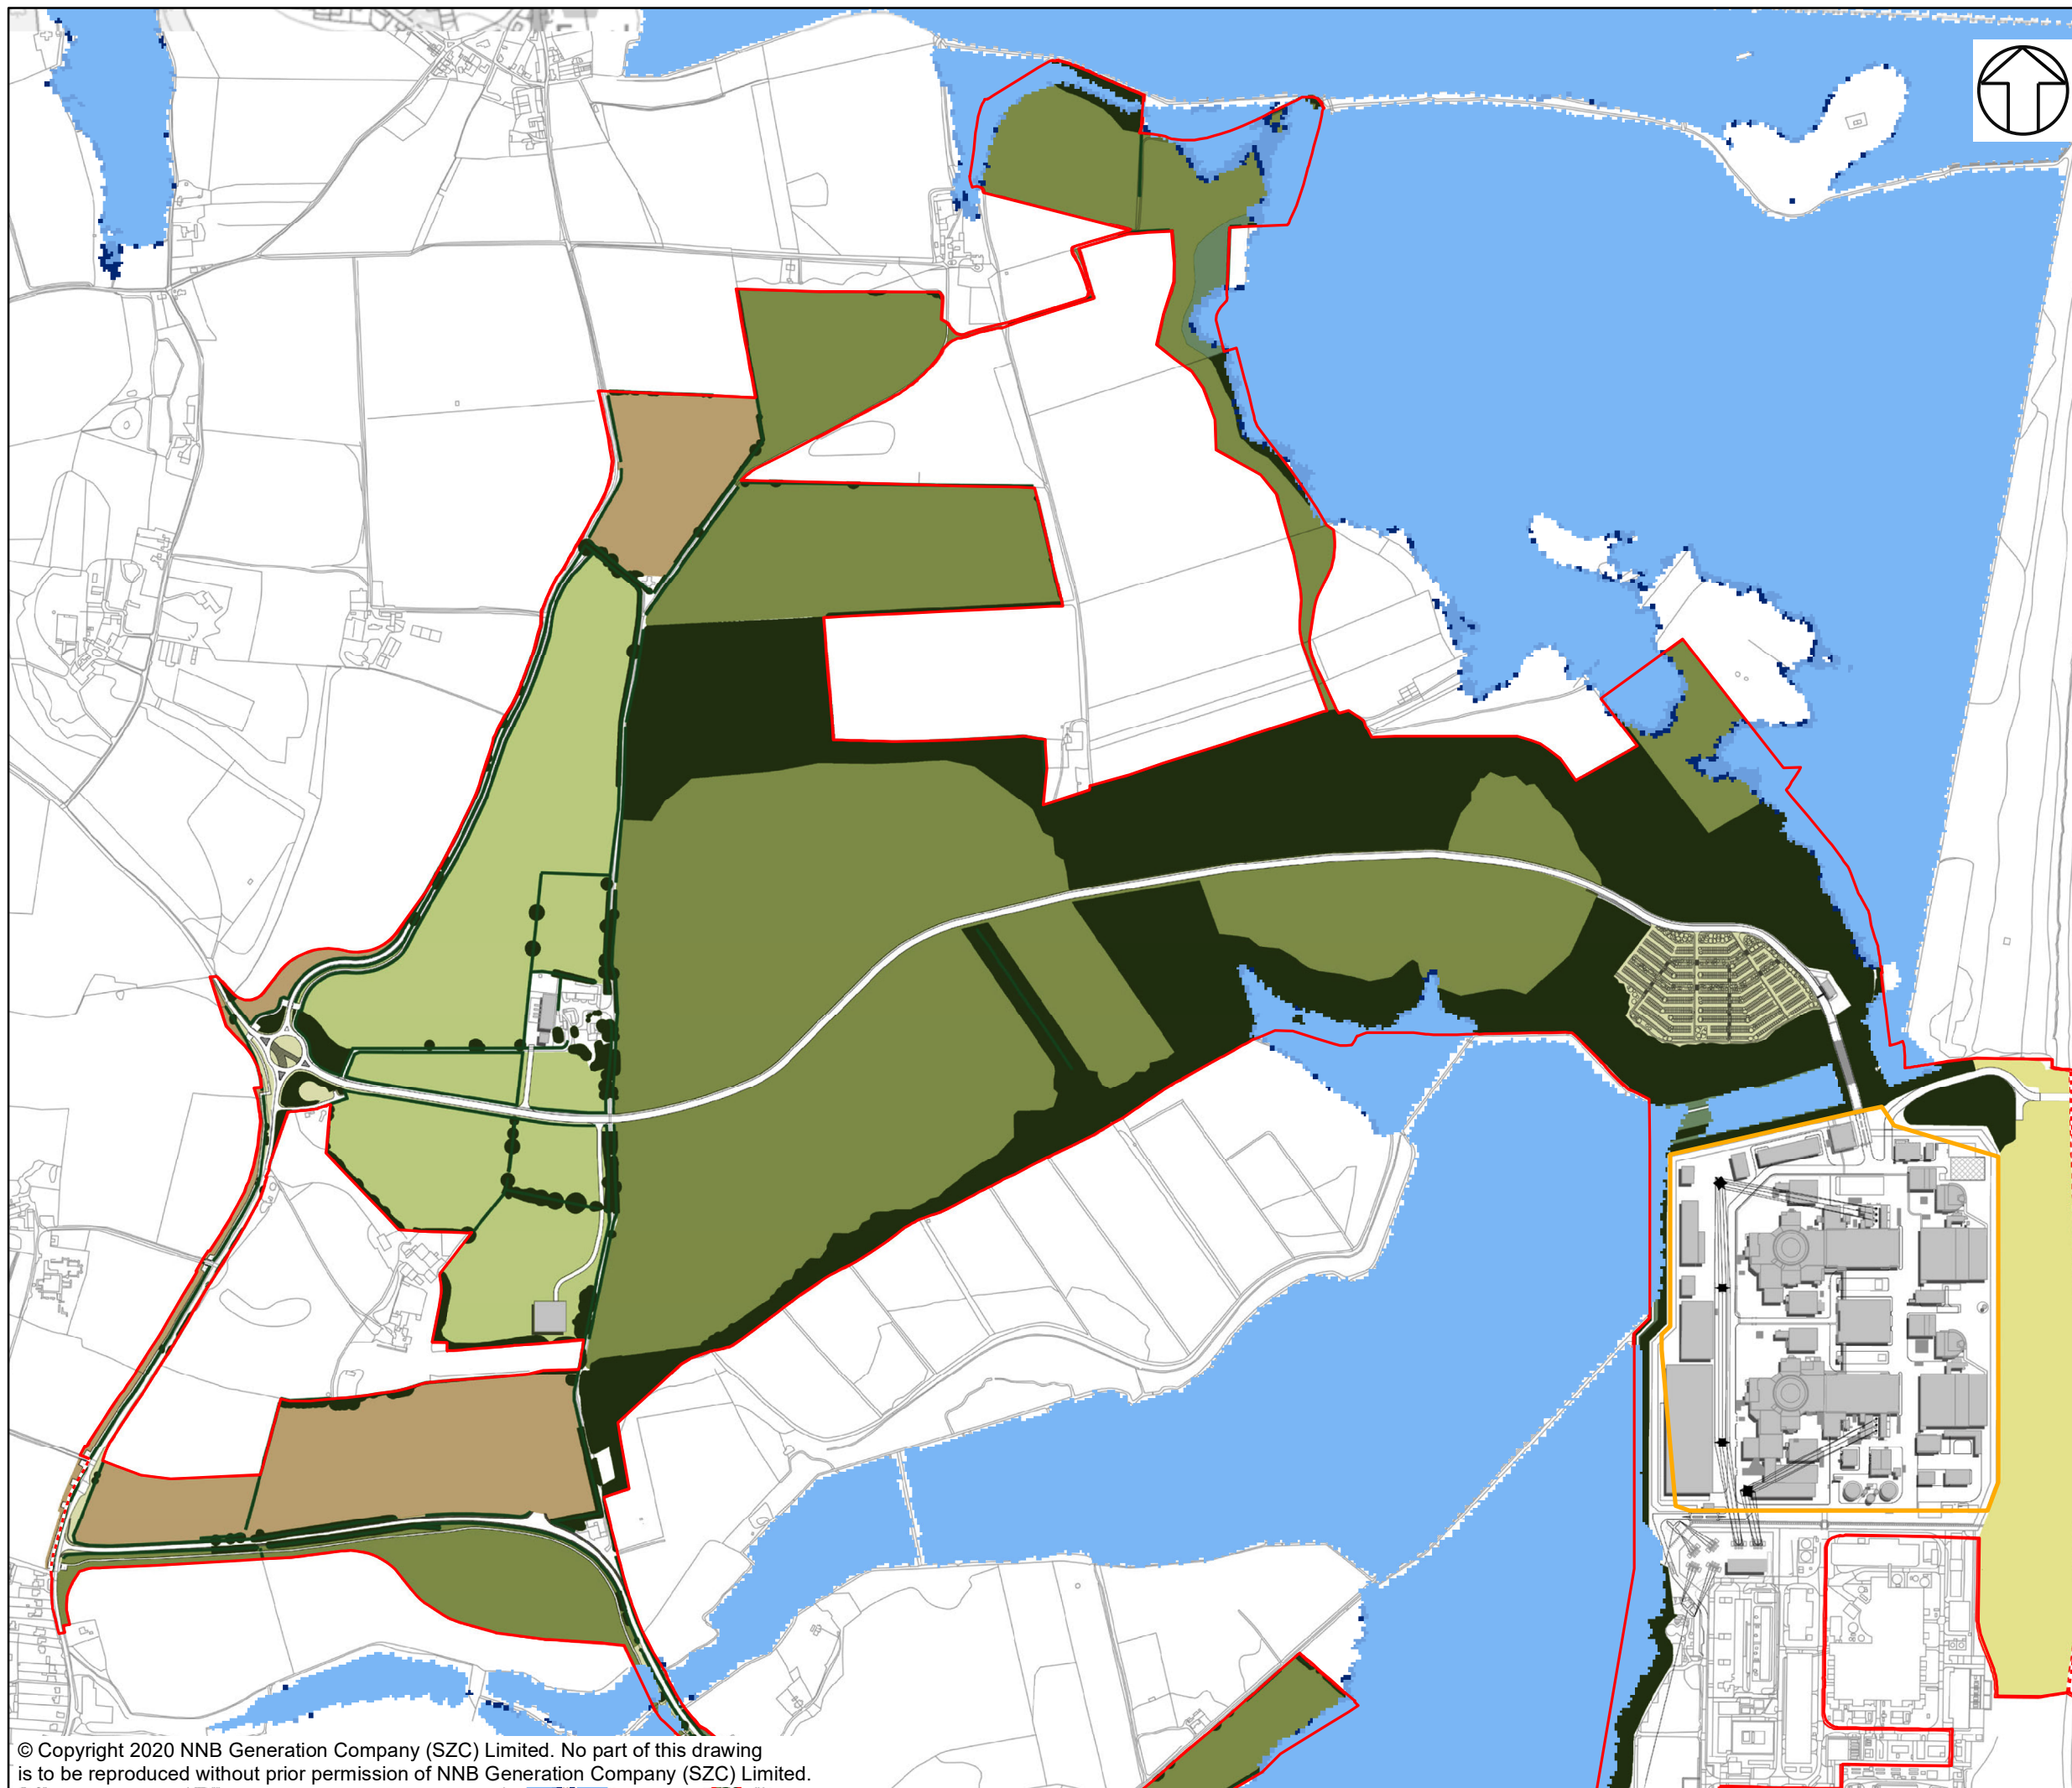 © Copyright 2020 NNB Generation Company (SZC) Limited. No part of this drawing
is to be reproduced without prior permission of NNB Generation Company (SZC) Limited.